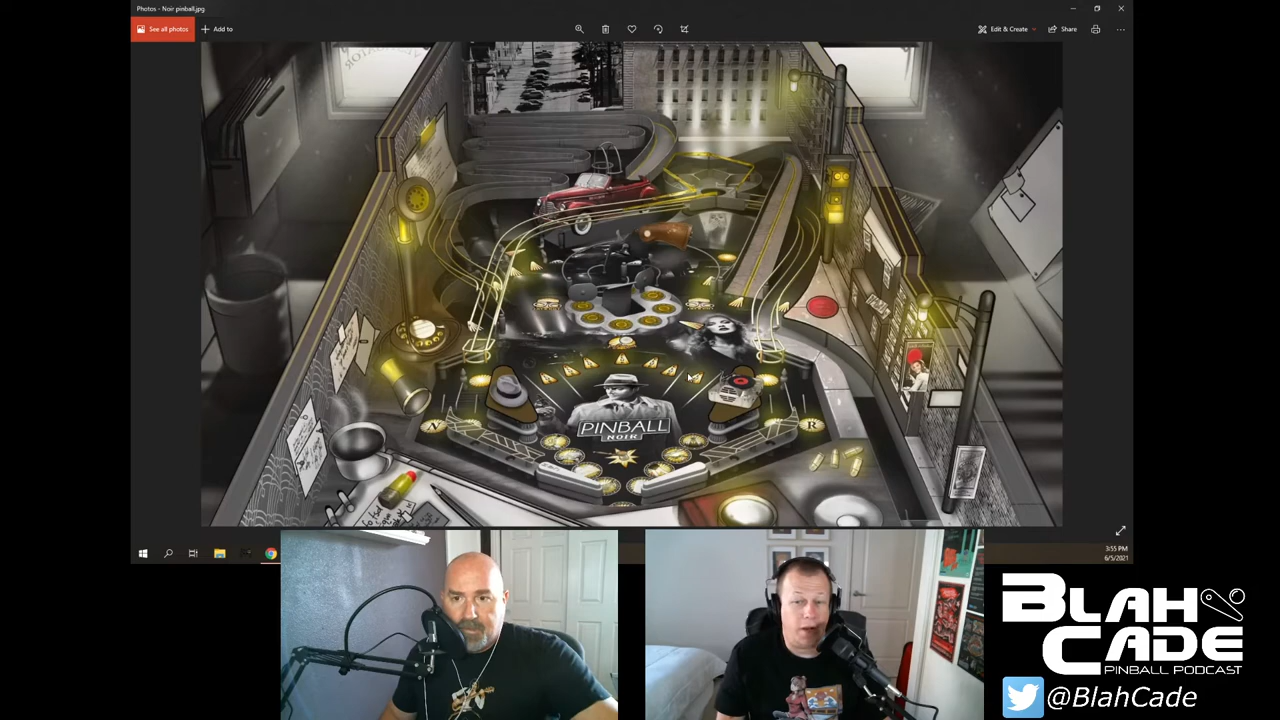 Photos - Noir pinball.jpg
See all photos
Add to
Edit & Create
Share
PINBALL
NOIR
N
R
3:55 PM
6/5/2021
BLAH
CADE
PINBALL PODCAST
@BlahCade